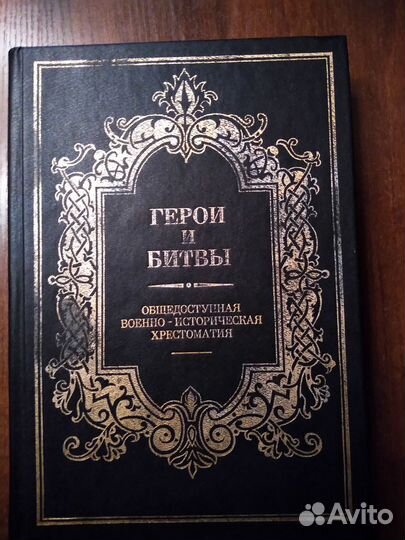 ГЕРОИ
И
БИТВЫ
ОБЩЕДОСТУПНАЯ
ВОЕННО-ИСТОРИЧЕСКАЯ
ХРЕСТОМАТИЯ
Avito